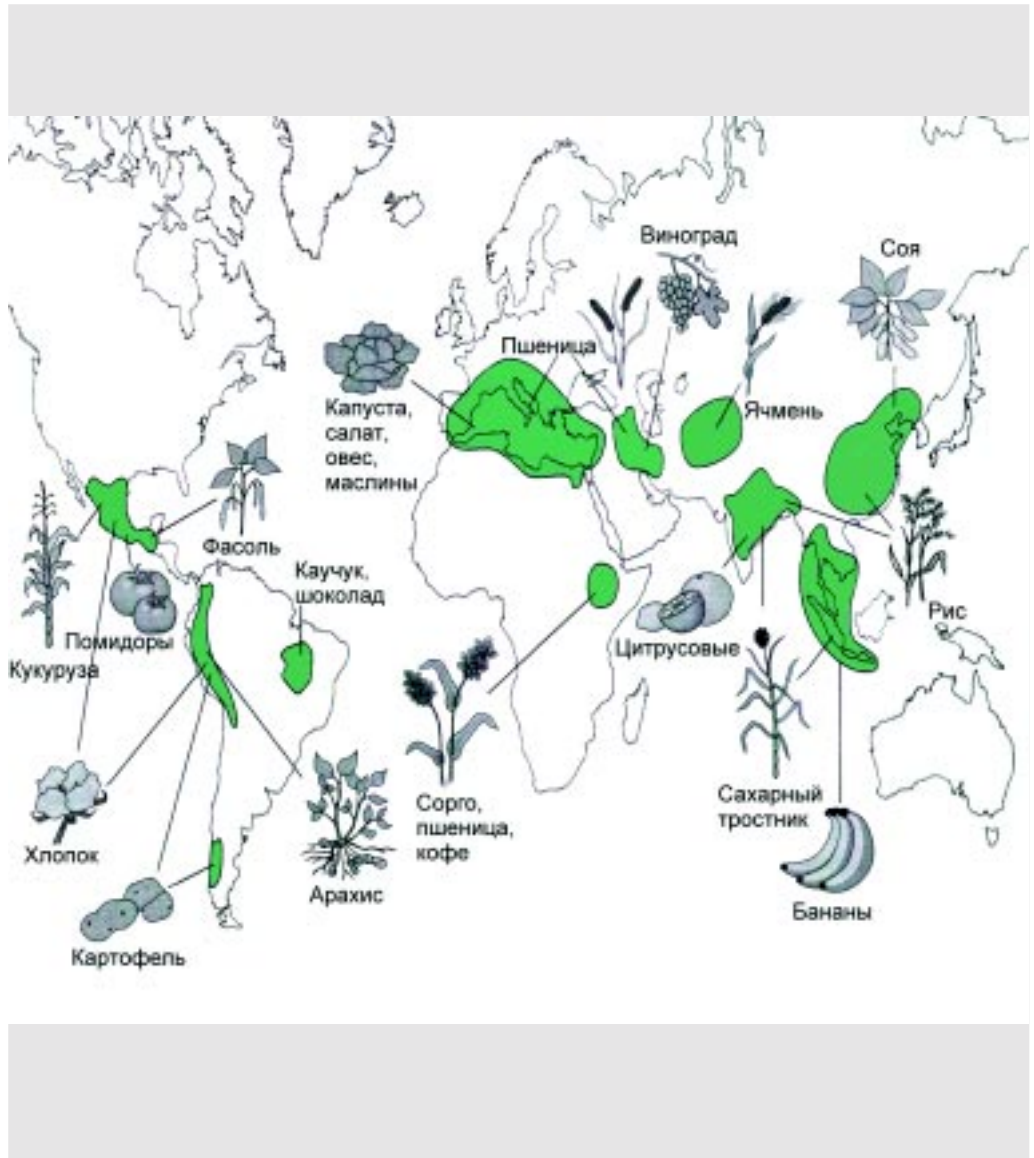 Виноград
Соя
Пшеница
Капуста,
салат,
овес,
маслины
Ячмень
Фасоль
Каучук,
шоколад
Рис
Помидоры
Цитрусовые
Кукуруза
Сорго,
пшеница,
кофе
Сахарный
тростник
Хлопок
Арахис
Бананы
Картофель